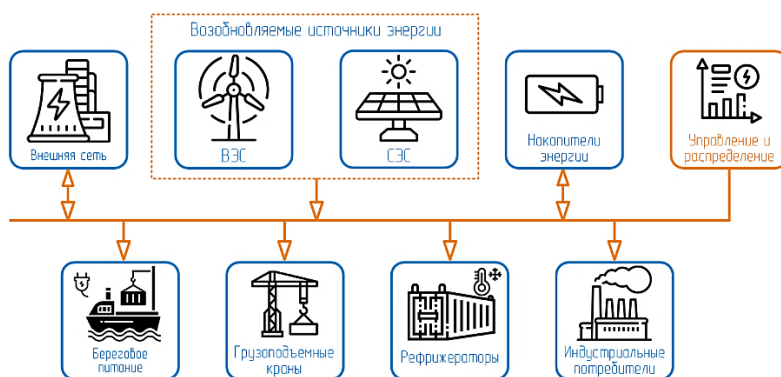 Возобновляемые источники энергии
Внешняя сеть
ВЭС
СЭС
Накопители
энергии
Управление и
распределение
Береговое
питание
Грузоподъемные
краны
Рефрижераторы
Индустриальные
потребители